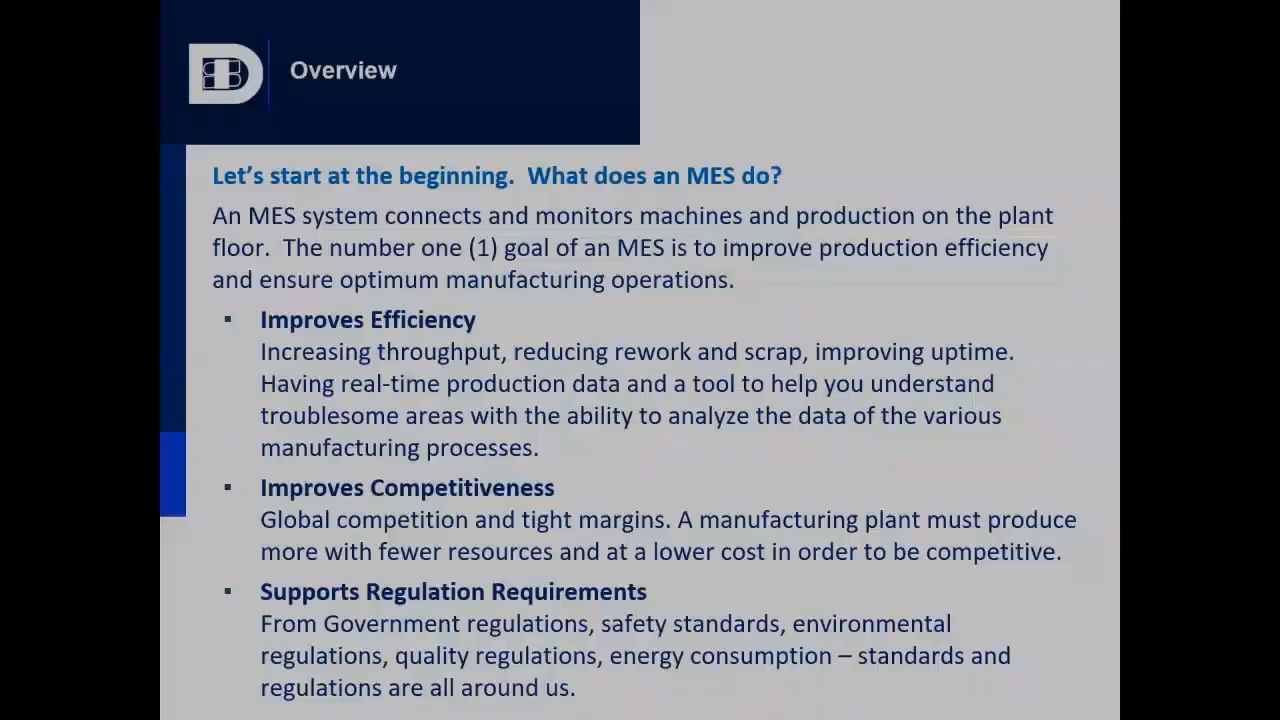 Overview
Let’s start at the beginning.  What does an MES do?
An MES system connects and monitors machines and production on the plant
floor.  The number one (1) goal of an MES is to improve production efficiency
and ensure optimum manufacturing operations.
▪ Improves Efficiency
Increasing throughput, reducing rework and scrap, improving uptime.
Having real-time production data and a tool to help you understand
troublesome areas with the ability to analyze the data of the various
manufacturing processes.
▪ Improves Competitiveness
Global competition and tight margins. A manufacturing plant must produce
more with fewer resources and at a lower cost in order to be competitive.
▪ Supports Regulation Requirements
From Government regulations, safety standards, environmental
regulations, quality regulations, energy consumption – standards and
regulations are all around us.